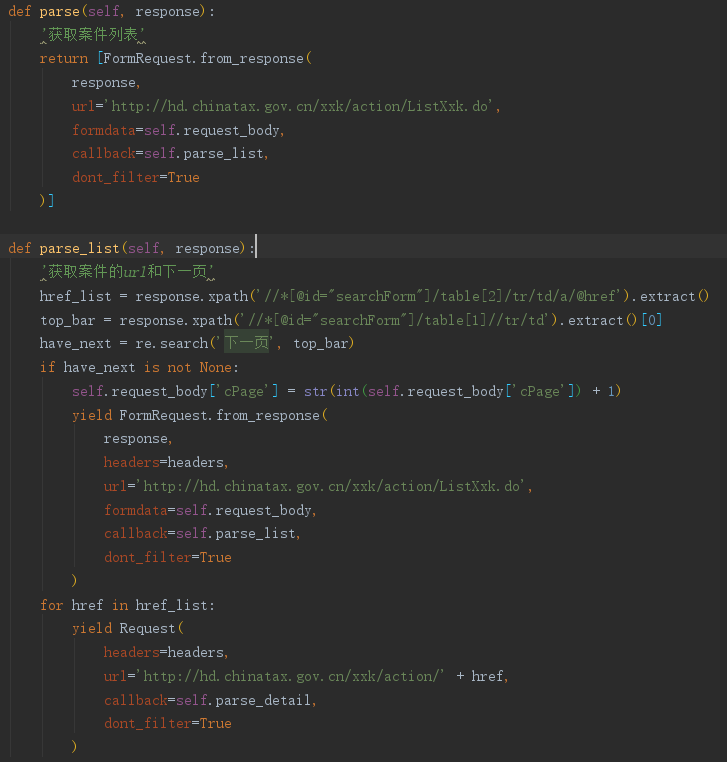 def parse(self, response):
    '获取案件列表'
    return [FormRequest.from_response(
        response,
        url='http://hd.chinatax.gov.cn/xxk/action/ListXxk.do',
        formdata=self.request_body,
        callback=self.parse_list,
        dont_filter=True
    )]
def parse_list(self, response):
    '获取案件的url和下一页'
    href_list = response.xpath('//*[@id="searchForm"]/table[2]/tr/td/a/@href').extract()
    top_bar = response.xpath('//*[@id="searchForm"]/table[1]//tr/td').extract()[0]
    have_next = re.search('下一页', top_bar)
    if have_next is not None:
        self.request_body['cPage'] = str(int(self.request_body['cPage']) + 1)
        yield FormRequest.from_response(
            response,
            headers=headers,
            url='http://hd.chinatax.gov.cn/xxk/action/ListXxk.do',
            formdata=self.request_body,
            callback=self.parse_list,
            dont_filter=True
        )
    for href in href_list:
        yield Request(
            headers=headers,
            url='http://hd.chinatax.gov.cn/xxk/action/' + href,
            callback=self.parse_detail,
            dont_filter=True
        )